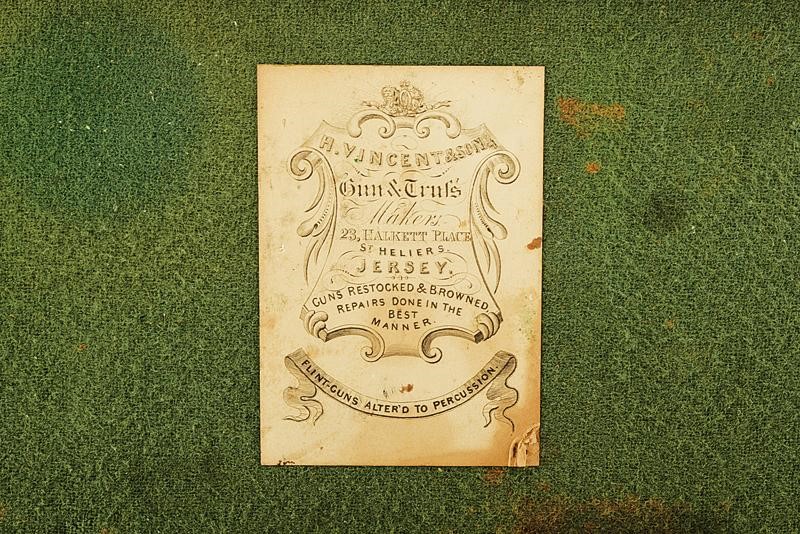 H. VINCENT & SON,
Gun & Truſs
Makers,
23, HALKETT PLACE
ST HELIERS.
JERSEY.
GUNS RESTOCKED & BROWNED,
REPAIRS DONE IN THE
BEST
MANNER.
FLINT-GUNS ALTER'D TO PERCUSSION.